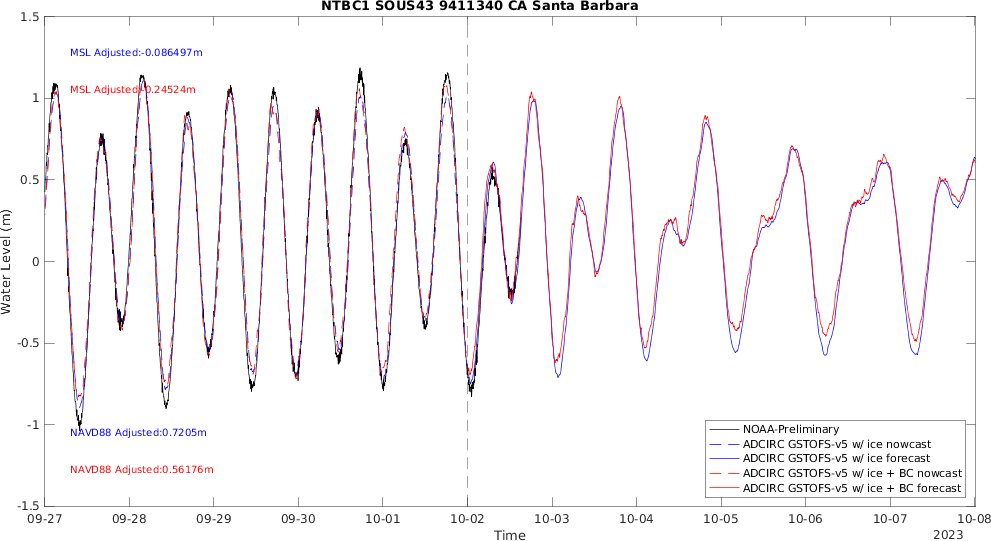 NTBC1 SOUS43 9411340 CA Santa Barbara
1.5
1
0.5
0
-0.5
-1
-1.5
Water Level (m)
MSL Adjusted:-0.086497m
MSL Adjusted:-0.24524m
NAVD88 Adjusted:0.7205m
NAVD88 Adjusted:0.56176m
NOAA-Preliminary
ADCIRC GSTOFS-v5 w/ ice nowcast
ADCIRC GSTOFS-v5 w/ ice forecast
ADCIRC GSTOFS-v5 w/ ice + BC nowcast
ADCIRC GSTOFS-v5 w/ ice + BC forecast
09-27 09-28 09-29 09-30 10-01 10-02 10-03 10-04 10-05 10-06 10-07 10-08
Time
2023